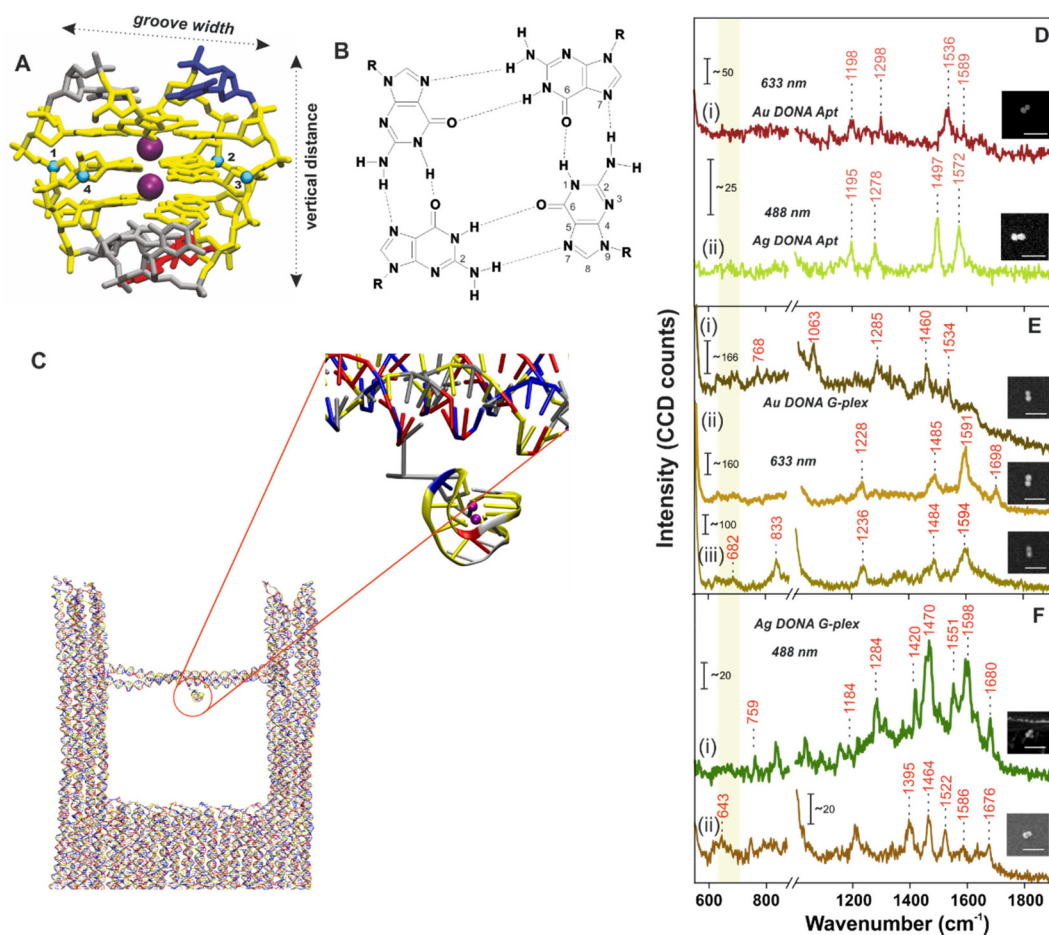 groove width
A
vertical distance
1
2
3
4
B
R
N
N
H
N
H
N
N
R
H
N
6
O
N
7
N
O
N
N
H
N
H
N
H
H
N
H
O
H
N
1
2
N
3
O
6
5
4
N
7
N
9
R
8
N
N
H
N
R
N
N
2
N
H
H
C
Intensity (CCD counts)
D
~50
633 nm
(i)
Au DONA Apt
1198
1298
1536
1589
~25
488 nm
(ii)
Ag DONA Apt
1195
1278
1497
1572
E
(i)
~166
768
1063
1285
1460
1534
Au DONA G-plex
(ii)
~160
633 nm
1228
1485
1591
1698
~100
(iii)
682
833
1236
1484
1594
F
Ag DONA G-plex
488 nm
~20
(i)
759
1184
1284
1420
1470
1551
1598
1680
(ii)
~20
643
1395
1464
1522
1586
1676
600 800 1200 1400 1600 1800
Wavenumber (cm-1)